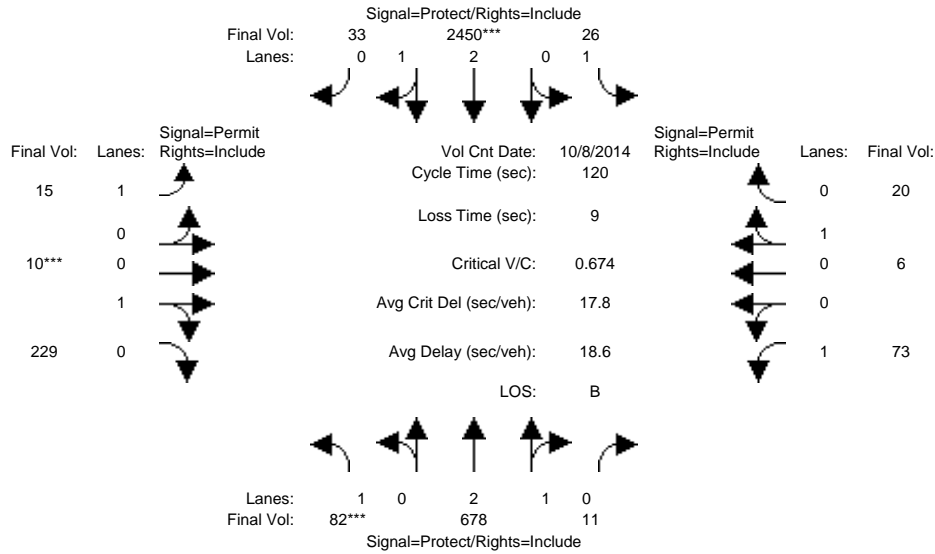 Signal=Protect/Rights=Include
Final Vol: 33 2450*** 26
Lanes: 0 1 2 0 1
Signal=Permit Signal=Permit
Final Vol: Lanes: Rights=Include Vol Cnt Date: 10/8/2014 Rights=Include Lanes: Final Vol:
Cycle Time (sec): 120
15 1 0 20
Loss Time (sec): 9
0 1
10*** 0 Critical V/C: 0.674 0 6
1 Avg Crit Del (sec/veh): 17.8 0
229 0 Avg Delay (sec/veh): 18.6 1 73
LOS: B
Lanes: 1 0 2 1 0
Final Vol: 82*** 678 11
Signal=Protect/Rights=Include